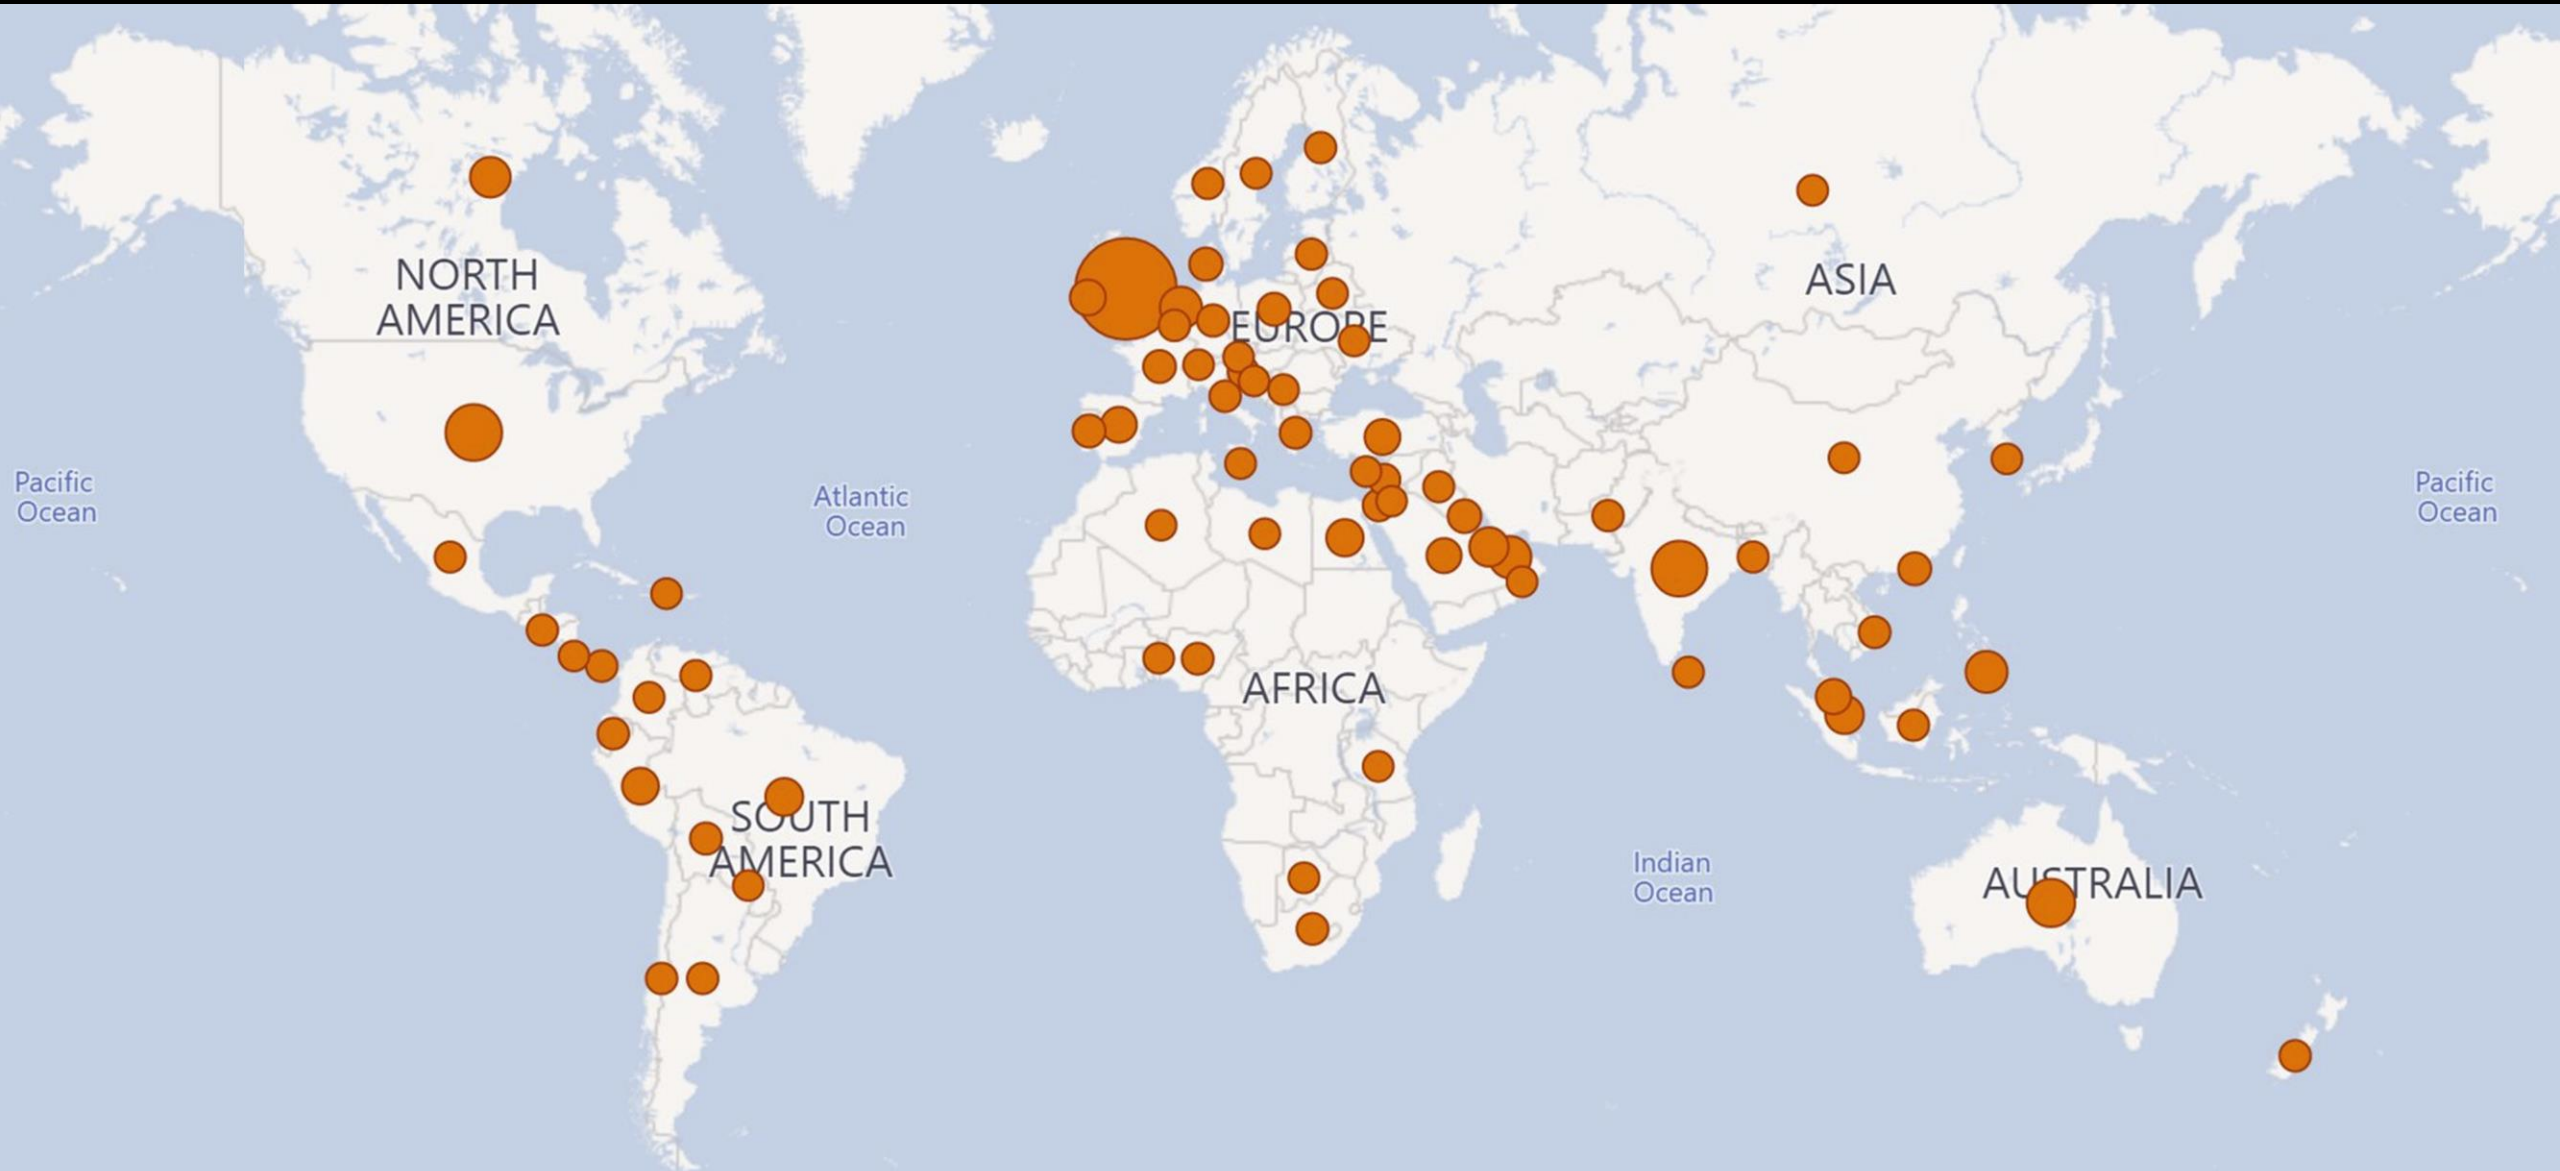 NORTH
AMERICA
EUROPE
ASIA
Pacific
Ocean
Atlantic
Ocean
Pacific
Ocean
AFRICA
SOUTH
AMERICA
Indian
Ocean
AUSTRALIA